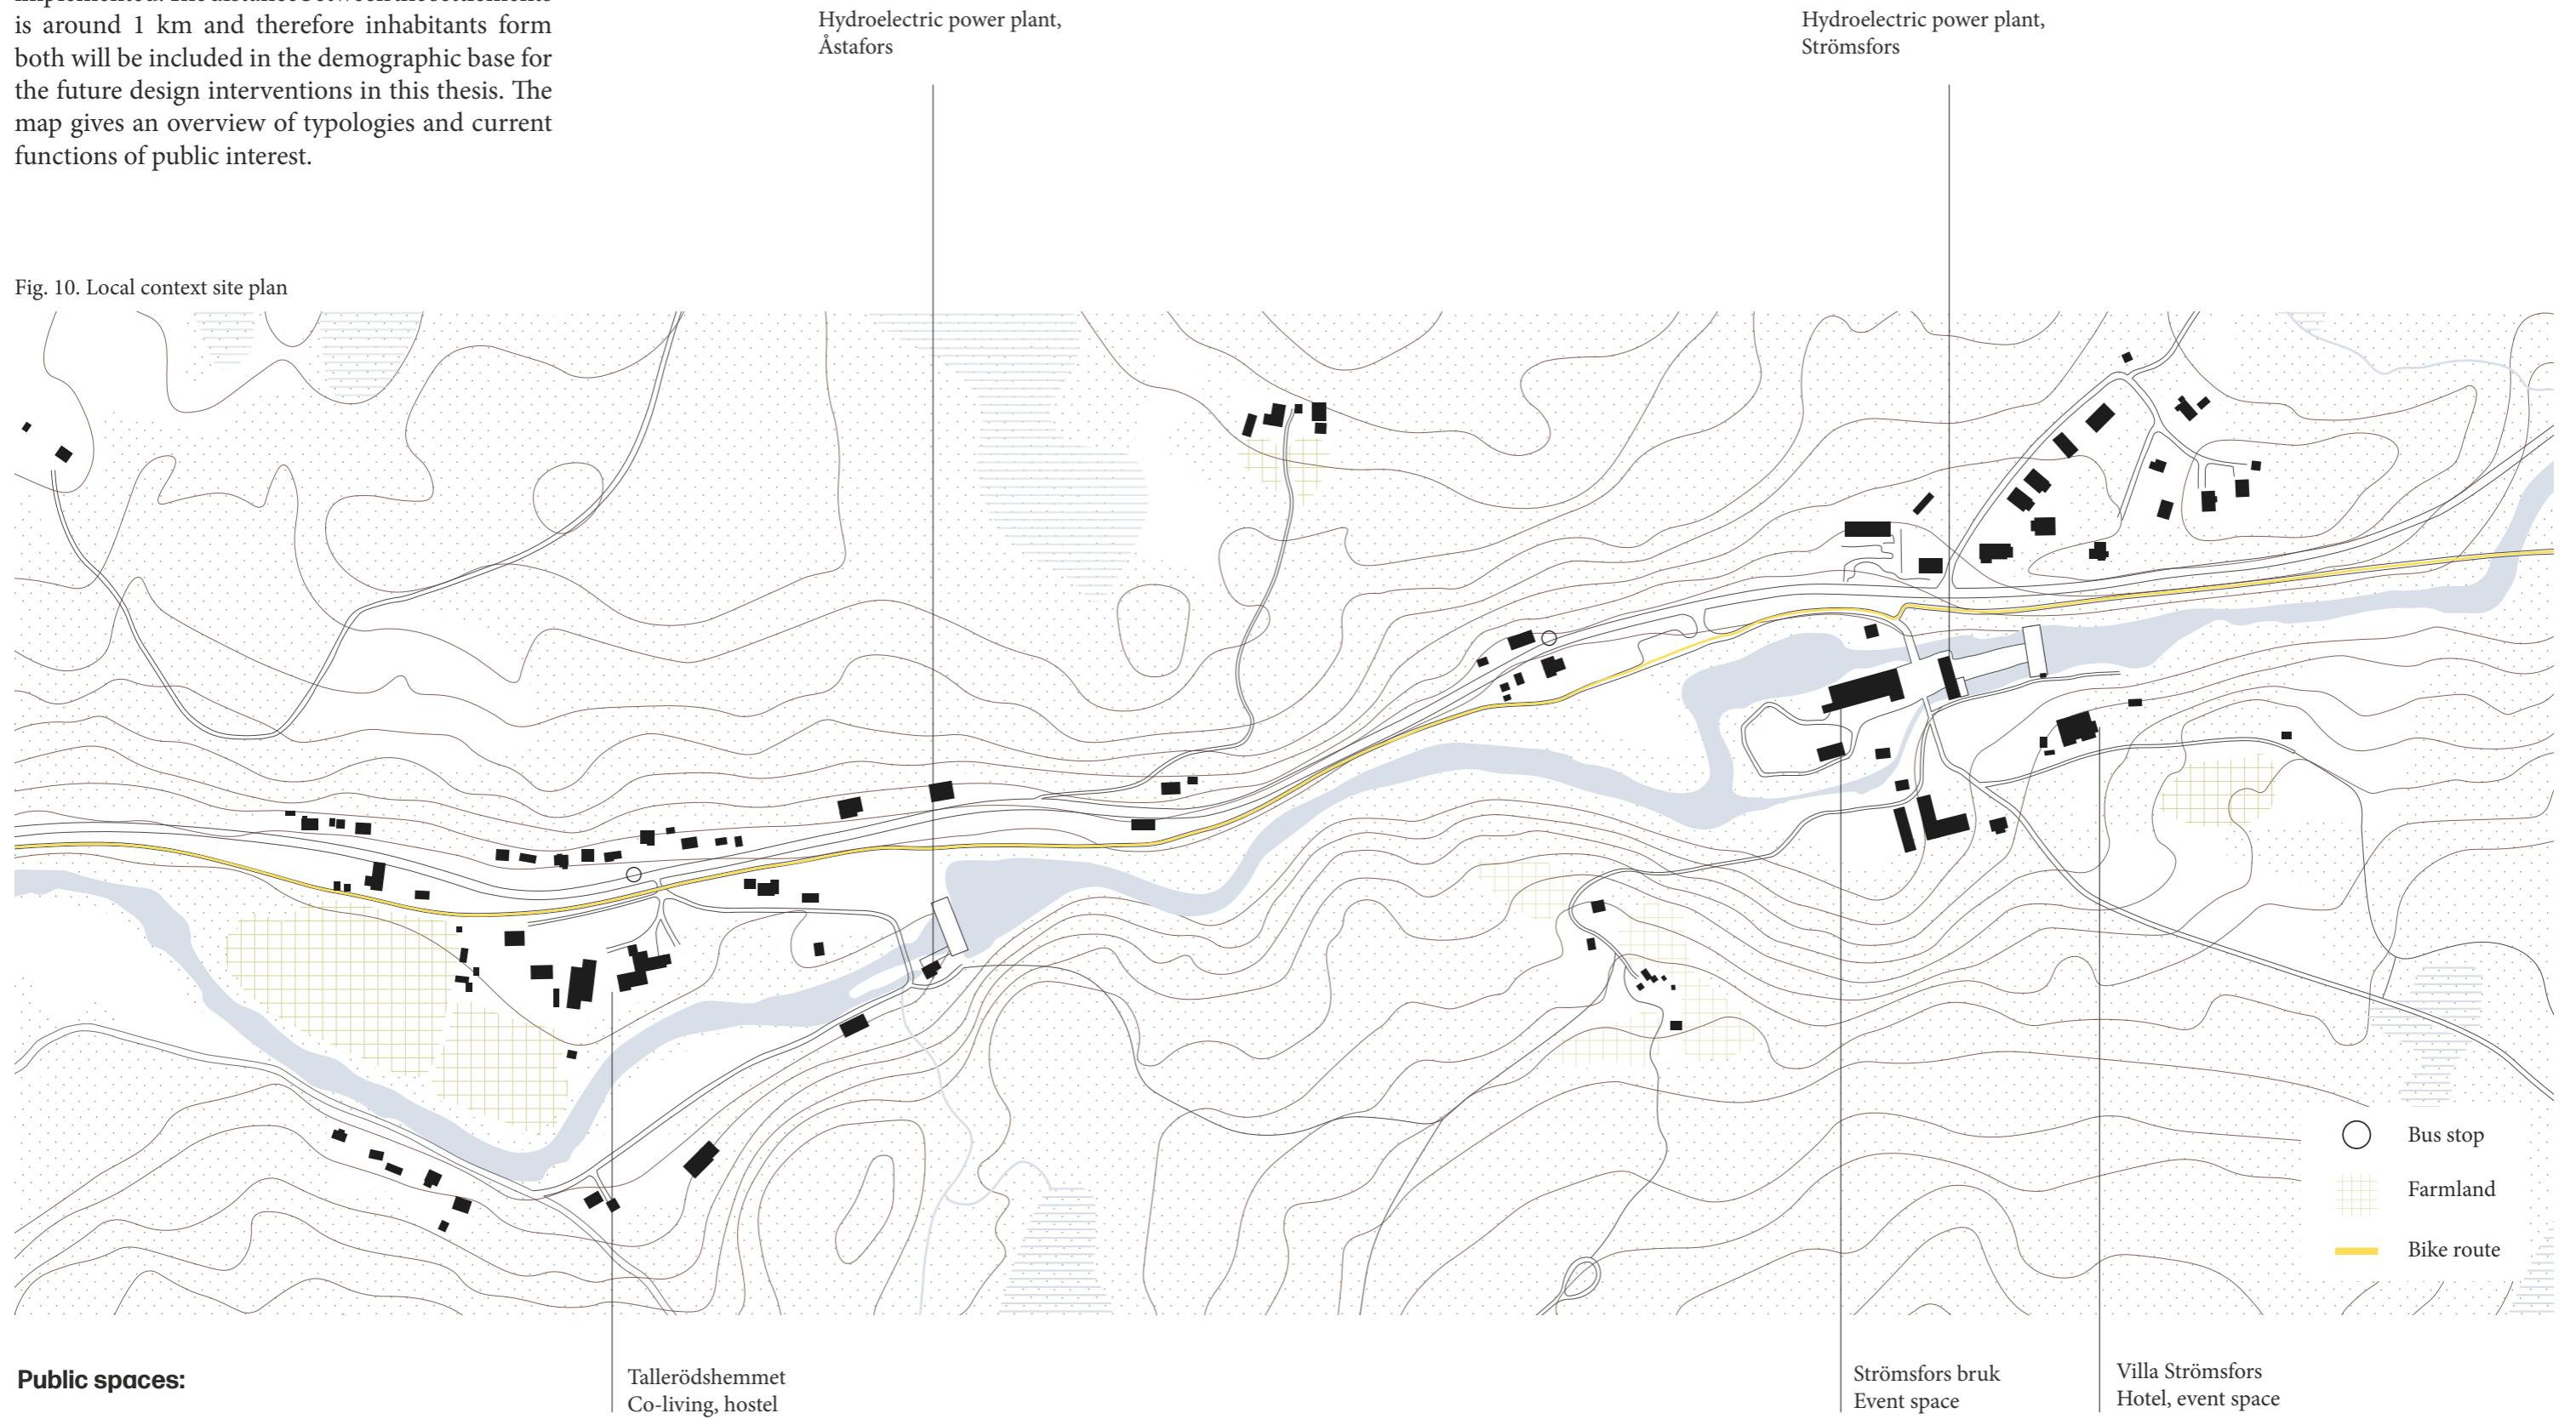 is around 1 km and therefore inhabitants form
both will be included in the demographic base for
the future design interventions in this thesis. The
map gives an overview of typologies and current
functions of public interest.
Hydroelectric power plant,
Åstafors
Hydroelectric power plant,
Strömsfors
Fig. 10. Local context site plan
Bus stop
Farmland
Bike route
Public spaces:
Tallerödshemmet
Co-living, hostel
Strömsfors bruk
Event space
Villa Strömsfors
Hotel, event space